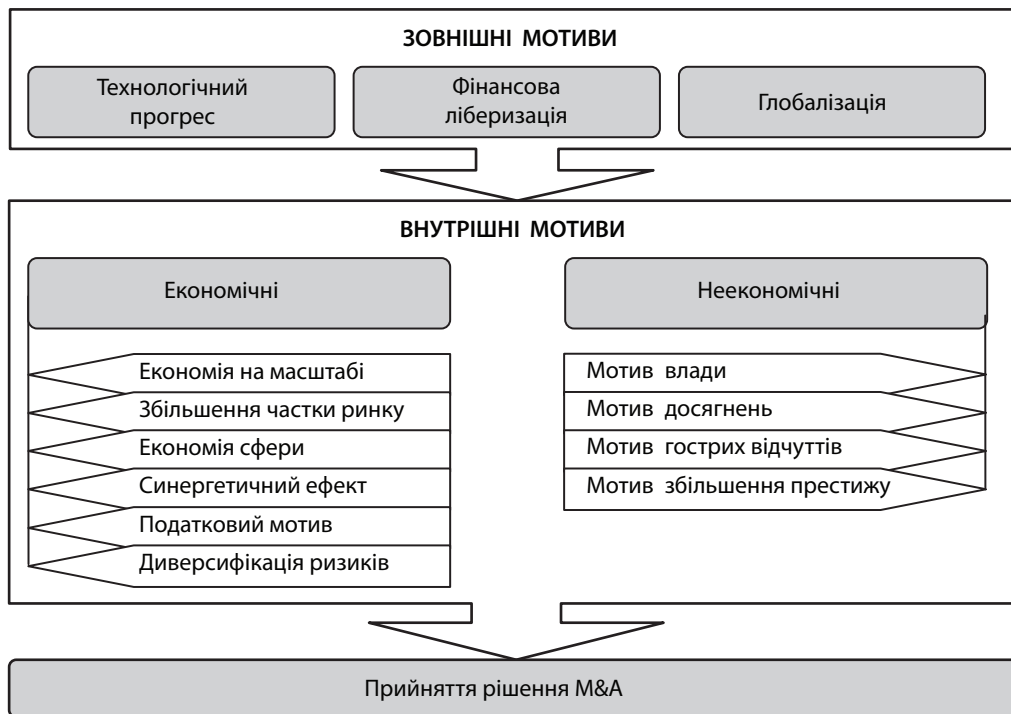 ЗОВНІШНІ МОТИВИ
Технологічний
прогрес
Фінансова
ліберизація
Глобалізація
ВНУТРІШНІ МОТИВИ
Економічні
Неекономічні
Економія на масштабі
Збільшення частки ринку
Економія сфери
Синергетичний ефект
Податковий мотив
Диверсифікація ризиків
Мотив влади
Мотив досягнень
Мотив гострих відчуттів
Мотив збільшення престижу
Прийняття рішення M&A